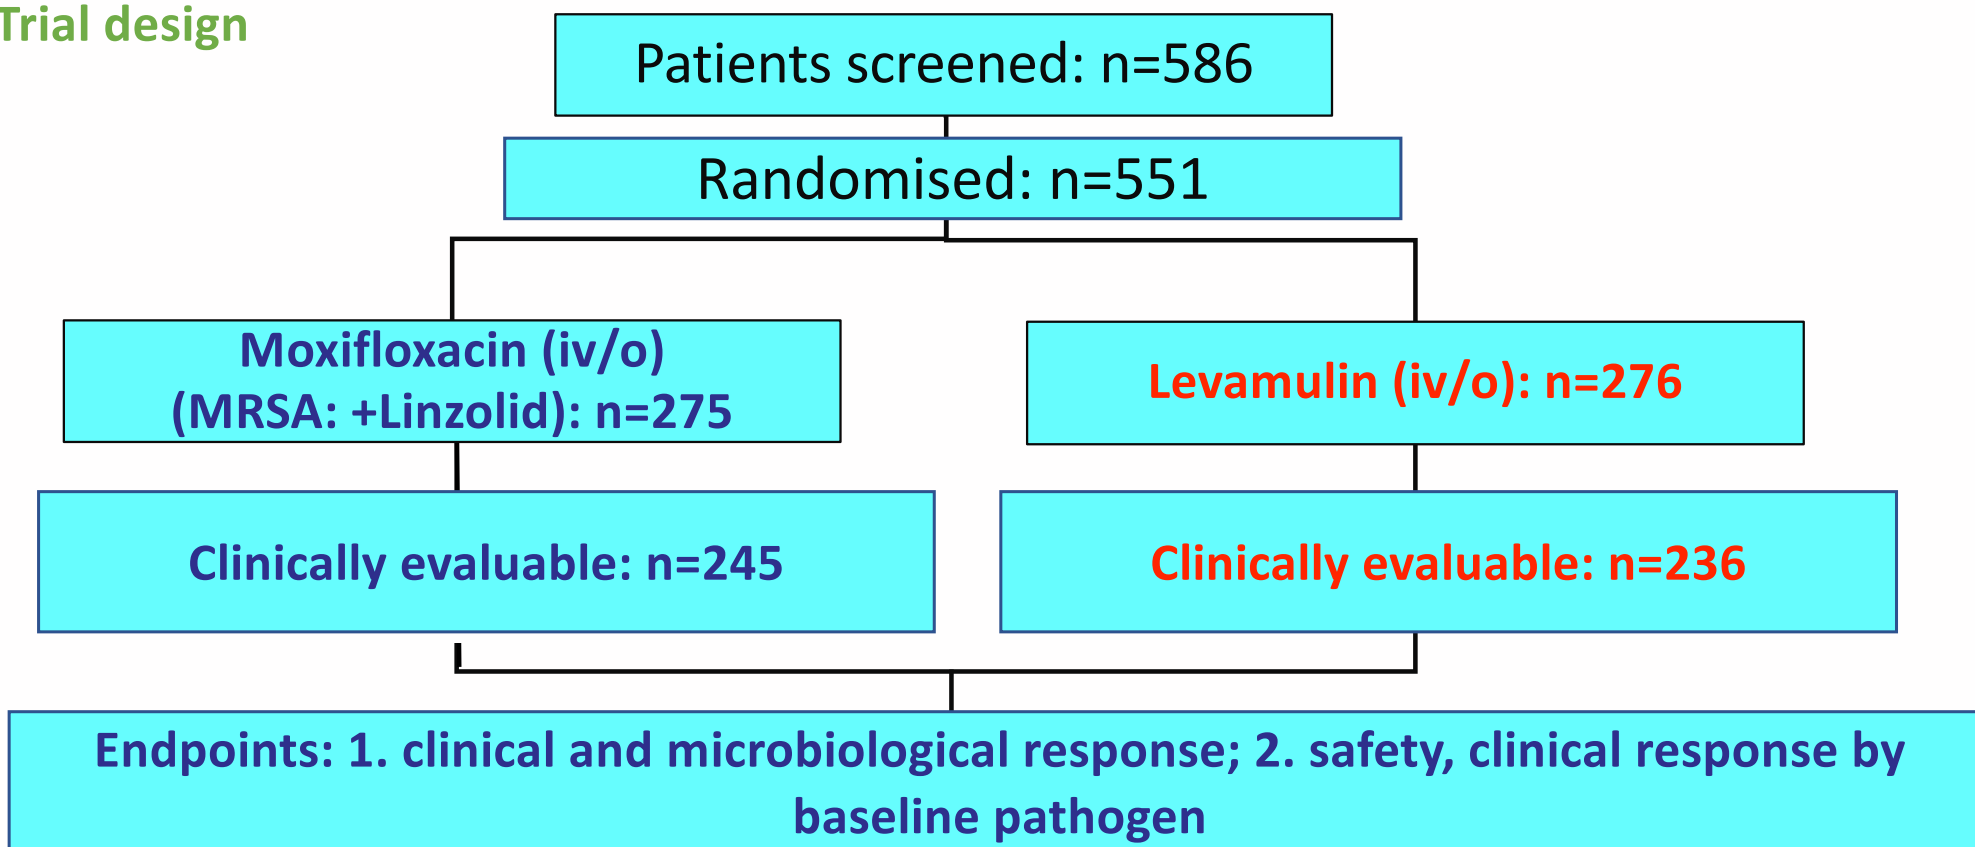 Trial design
Patients screened: n=586
Randomised: n=551
Moxifloxacin (iv/o)
(MRSA: +Linzolid): n=275
Levamulin (iv/o): n=276
Clinically evaluable: n=245
Clinically evaluable: n=236
Endpoints: 1. clinical and microbiological response; 2. safety, clinical response by
baseline pathogen